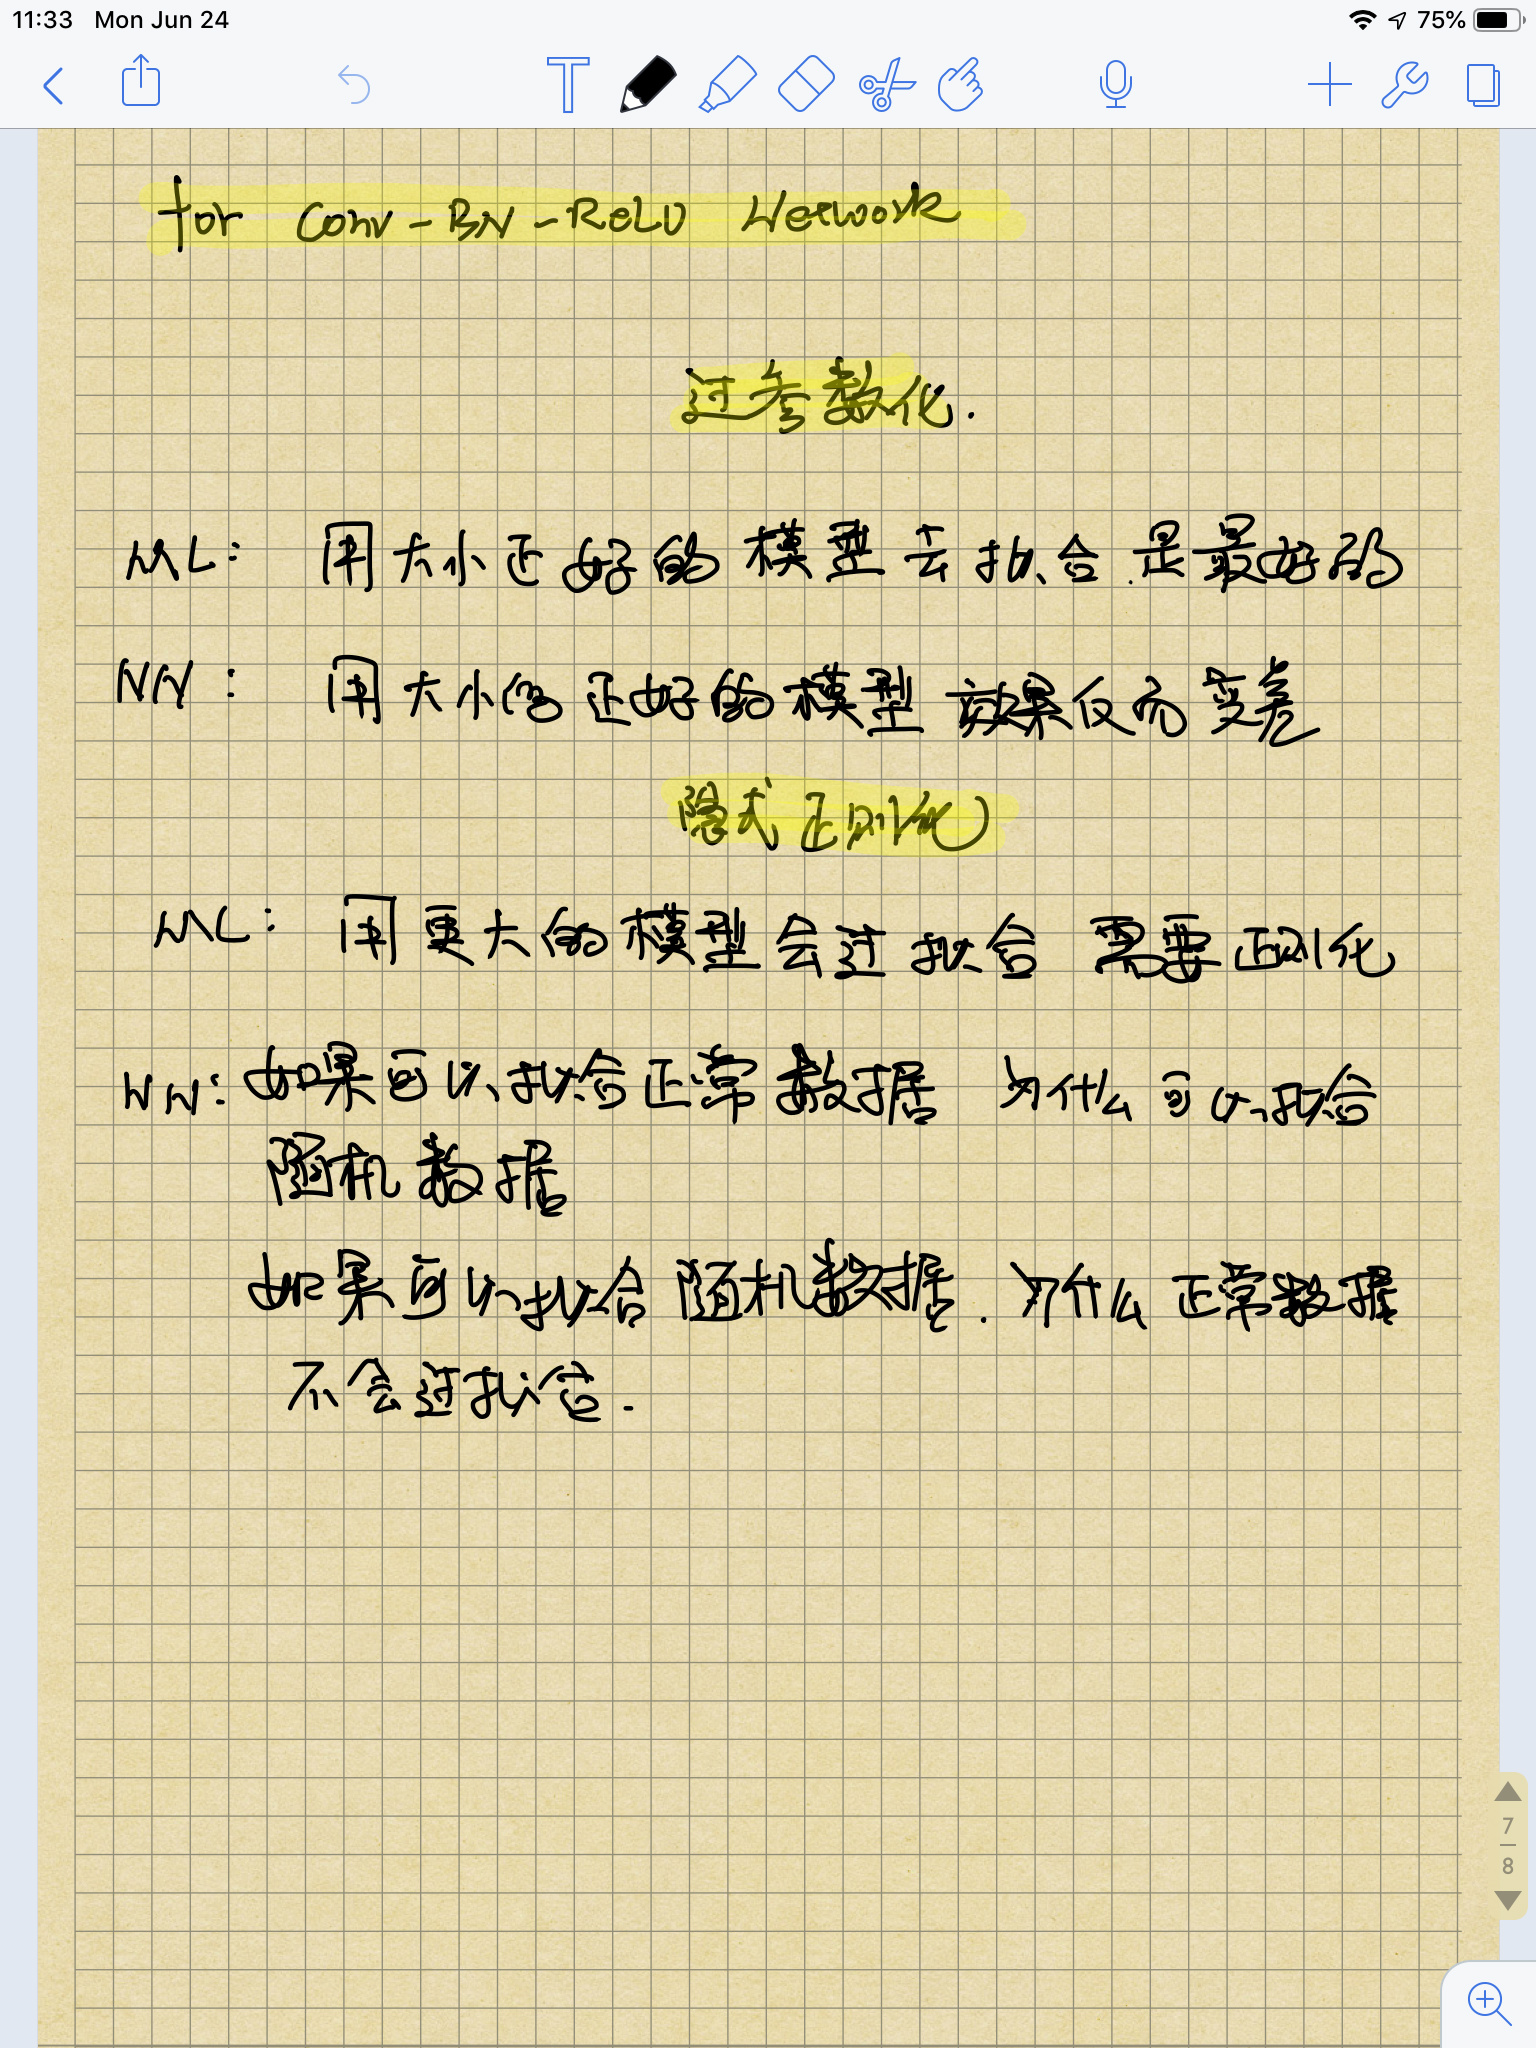 11:33 Mon Jun 24 75%
for Conv-BN-ReLU Network
过参数化.
ML: 用大小正好的模型去拟合是最好的
NN: 用大小的正好的模型效果仅而变差
隐式正则化
ML: 用更大的模型会过拟合 需要正则化
NN: 如果可以拟合正常数据 为什么可以拟合
随机数据
如果可以拟合随机数据. 为什么正常数据
不会过拟合.
7
8